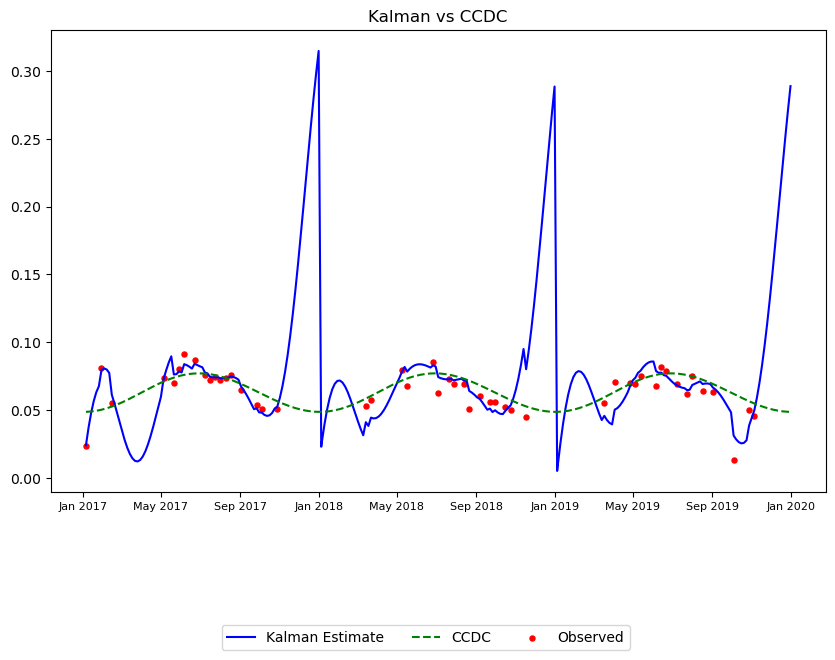 Kalman vs CCDC
0.30
0.25
0.20
0.15
0.10
0.05
0.00
Jan 2017 May 2017 Sep 2017 Jan 2018 May 2018 Sep 2018 Jan 2019 May 2019 Sep 2019 Jan 2020
Kalman Estimate CCDC Observed